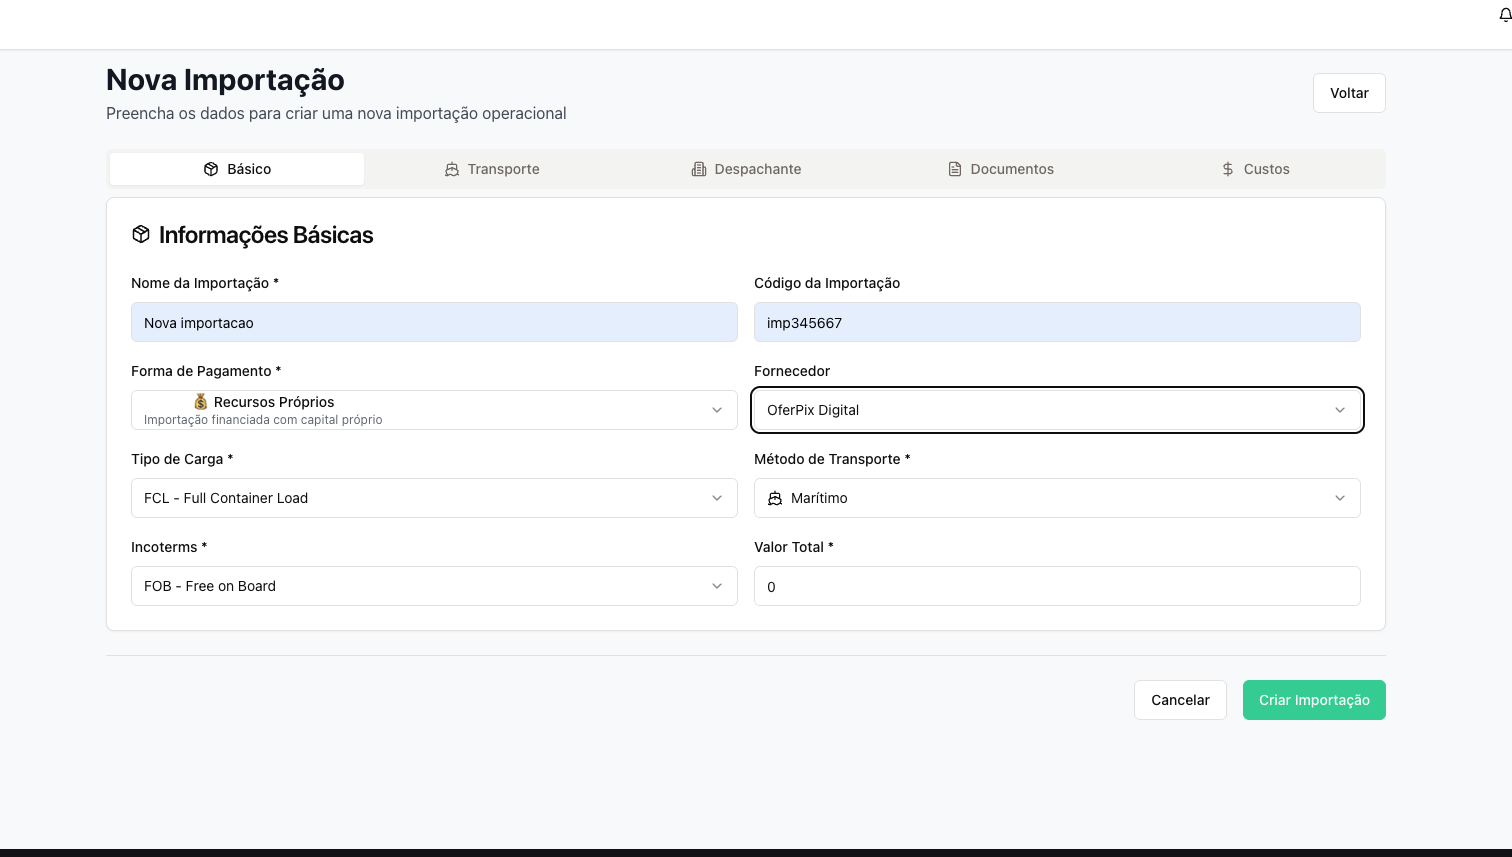 Nova Importação
Preencha os dados para criar uma nova importação operacional
Voltar
Básico
Transporte
Despachante
Documentos
Custos
Informações Básicas
Nome da Importação *
Código da Importação
Nova importacao
imp345667
Forma de Pagamento *
Fornecedor
💰 Recursos Próprios
Importação financiada com capital próprio
OferPix Digital
Tipo de Carga *
Método de Transporte *
FCL - Full Container Load
Marítimo
Incoterms *
Valor Total *
FOB - Free on Board
0
Cancelar
Criar Importação